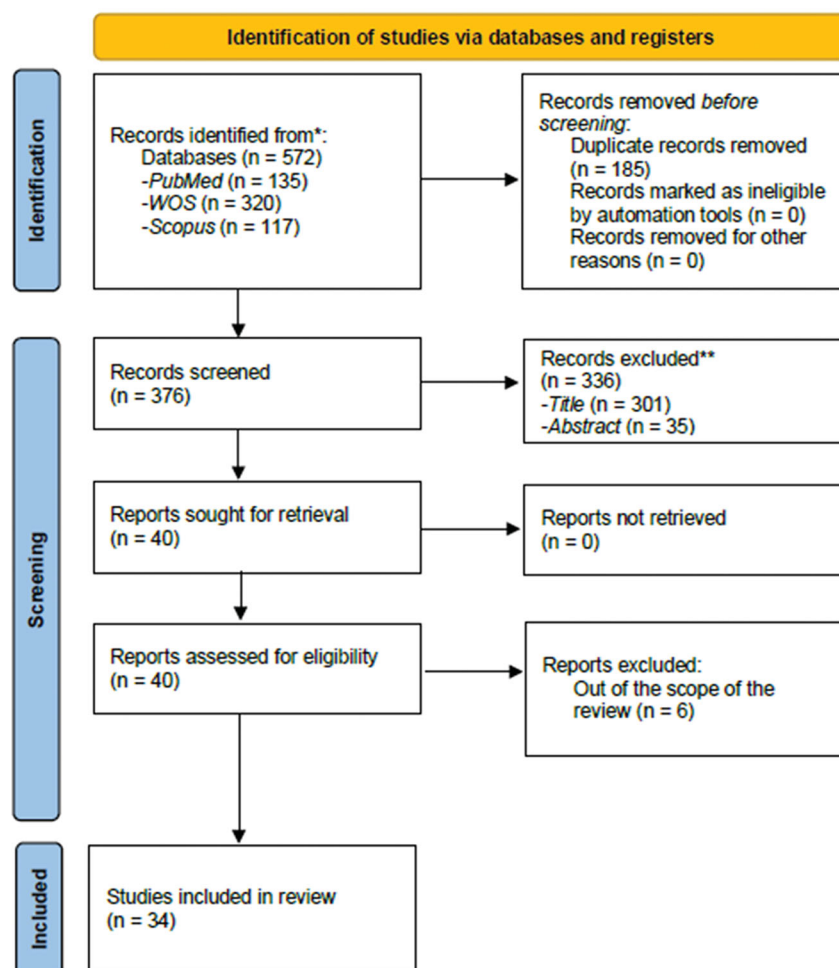 Identification of studies via databases and registers
Identification
Records identified from*:
Databases (n = 572)
-PubMed (n = 135)
-WOS (n = 320)
-Scopus (n = 117)
Records removed before
screening:
Duplicate records removed
(n = 185)
Records marked as ineligible
by automation tools (n = 0)
Records removed for other
reasons (n = 0)
Screening
Records screened
(n = 376)
Records excluded**
(n = 336)
-Title (n = 301)
-Abstract (n = 35)
Reports sought for retrieval
(n = 40)
Reports not retrieved
(n = 0)
Reports assessed for eligibility
(n = 40)
Reports excluded:
Out of the scope of the
review (n = 6)
Included
Studies included in review
(n = 34)